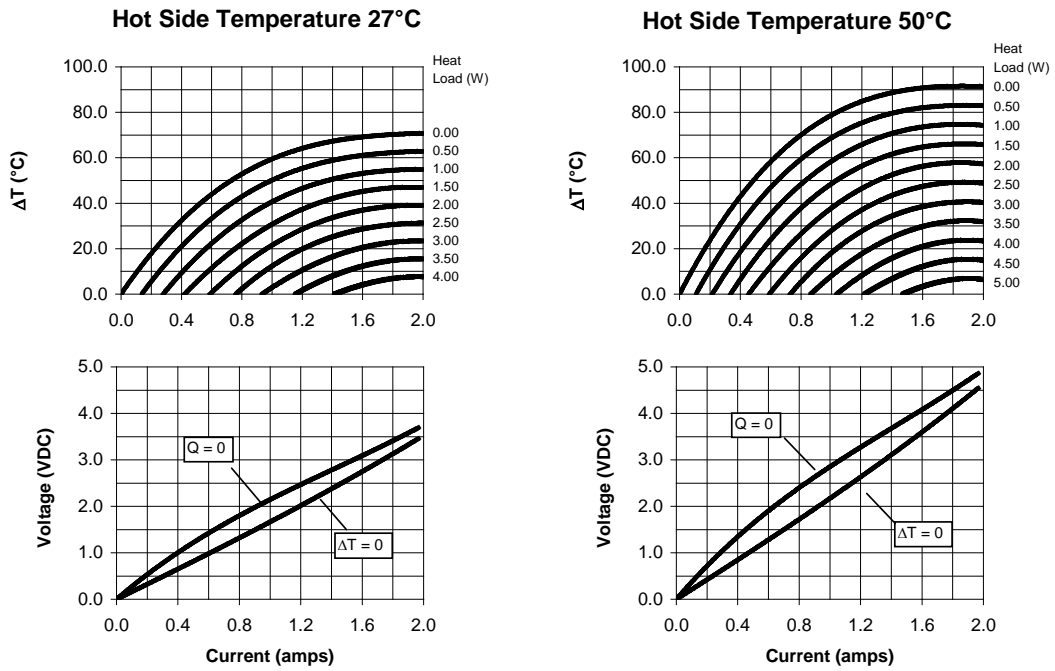 Hot Side Temperature 27°C
Heat
Load (W)
100.0
80.0
60.0
40.0
20.0
0.0
ΔT (°C)
0.00
0.50
1.00
1.50
2.00
2.50
3.00
3.50
4.00
0.0 0.4 0.8 1.2 1.6 2.0
Hot Side Temperature 50°C
Heat
Load (W)
100.0
80.0
60.0
40.0
20.0
0.0
ΔT (°C)
0.00
0.50
1.00
1.50
2.00
2.50
3.00
3.50
4.00
4.50
5.00
0.0 0.4 0.8 1.2 1.6 2.0
5.0
4.0
3.0
2.0
1.0
0.0
Voltage (VDC)
Q = 0
ΔT = 0
0.0 0.4 0.8 1.2 1.6 2.0
Current (amps)
5.0
4.0
3.0
2.0
1.0
0.0
Voltage (VDC)
Q = 0
ΔT = 0
0.0 0.4 0.8 1.2 1.6 2.0
Current (amps)